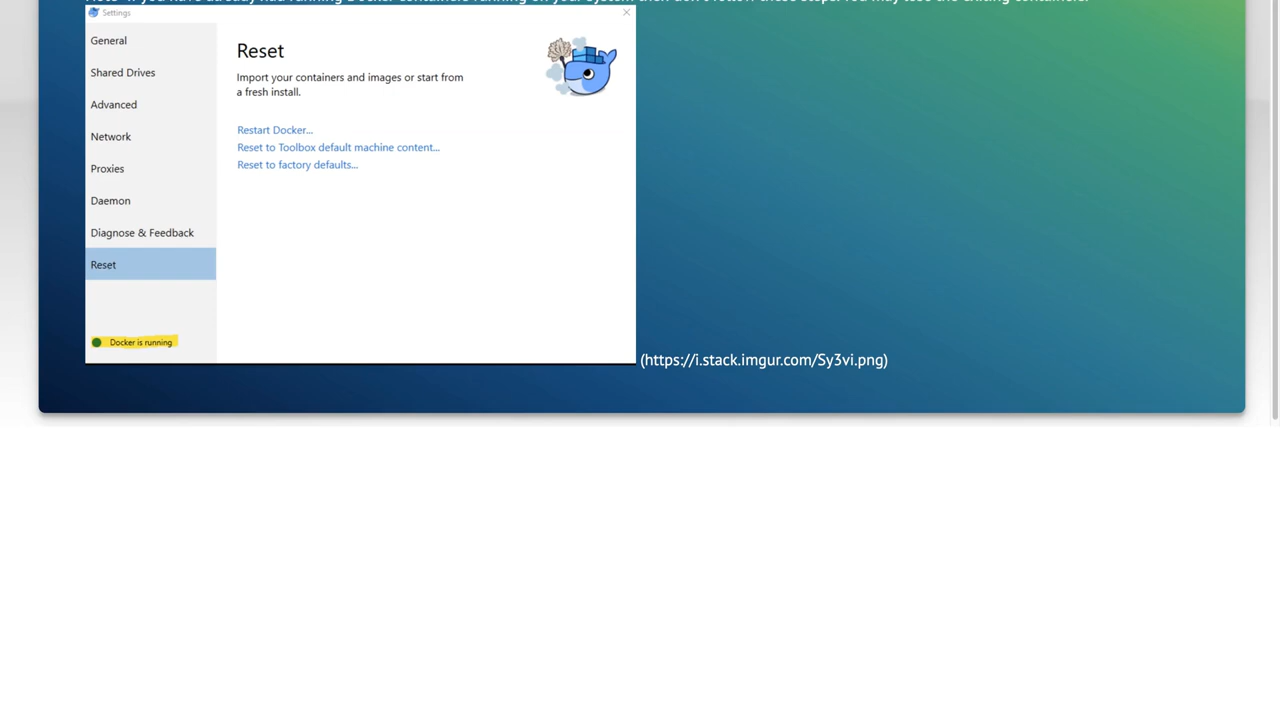 Settings
General
Shared Drives
Advanced
Network
Proxies
Daemon
Diagnose & Feedback
Reset
Docker is running
Reset
Import your containers and images or start from
a fresh install.
Restart Docker...
Reset to Toolbox default machine content...
Reset to factory defaults...
(https://i.stack.imgur.com/Sy3vi.png)